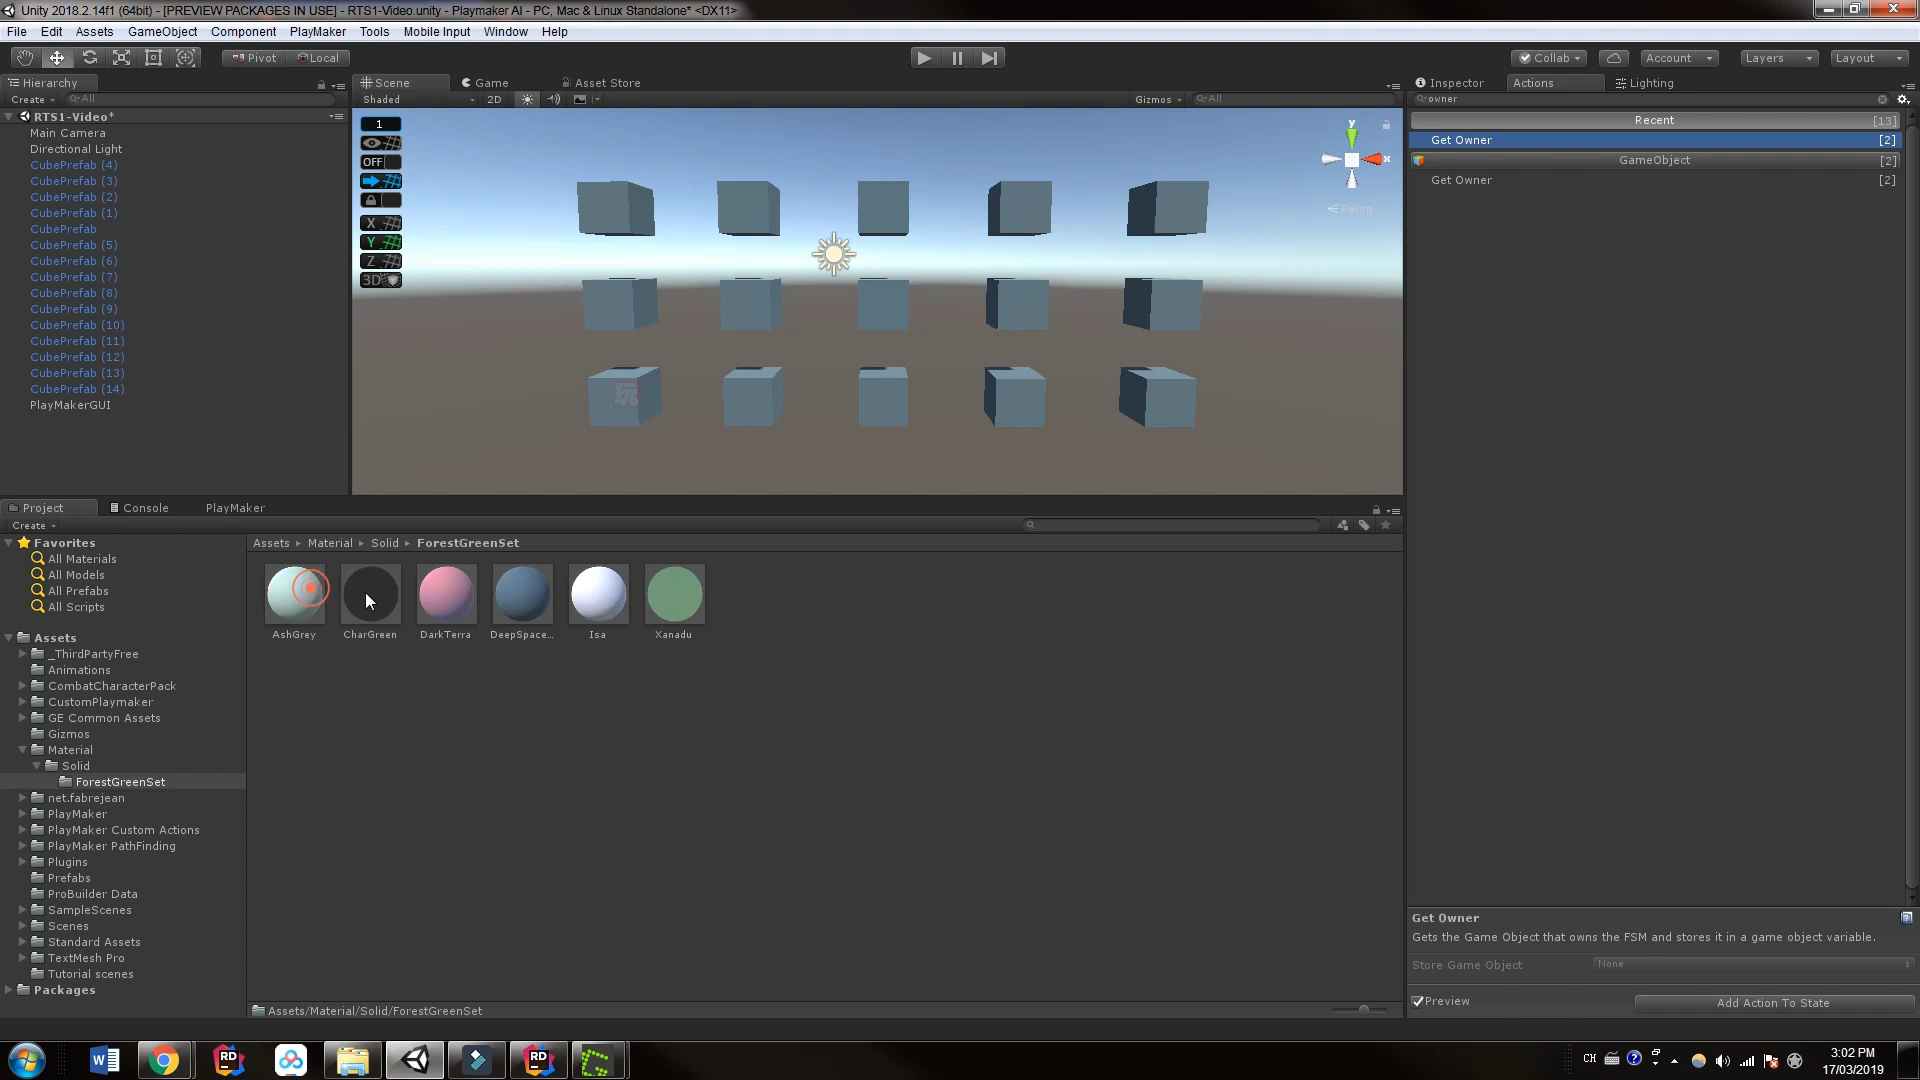 Unity 2018.2.14f1 (64bit) - [PREVIEW PACKAGES IN USE] - RTS1-Video.unity - Playmaker AI - PC, Mac & Linux Standalone* <DX11>
File Edit Assets GameObject Component PlayMaker Tools Mobile Input Window Help
Pivot Local Collab Account Layers Layout
Hierarchy
Create All
RTS1-Video*
Main Camera
Directional Light
CubePrefab (4)
CubePrefab (3)
CubePrefab (2)
CubePrefab (1)
CubePrefab
CubePrefab (5)
CubePrefab (6)
CubePrefab (7)
CubePrefab (8)
CubePrefab (9)
CubePrefab (10)
CubePrefab (11)
CubePrefab (12)
CubePrefab (13)
CubePrefab (14)
PlayMakerGUI
Scene Game Asset Store
Shaded 2D Gizmos All
1
OFF
X
Y
Z
3D
y
x
Persp
玩
Inspector Actions Lighting
owner
Recent [13]
Get Owner [2]
GameObject [2]
Get Owner [2]
Project Console PlayMaker
Create
Favorites
All Materials
All Models
All Prefabs
All Scripts
Assets
_ThirdPartyFree
Animations
CombatCharacterPack
CustomPlaymaker
GE Common Assets
Gizmos
Material
Solid
ForestGreenSet
net.fabrejean
PlayMaker
PlayMaker Custom Actions
PlayMaker PathFinding
Plugins
Prefabs
ProBuilder Data
SampleScenes
Scenes
Standard Assets
TextMesh Pro
Tutorial scenes
Packages
Assets Material Solid ForestGreenSet
AshGrey CharGreen DarkTerra DeepSpace... Isa Xanadu
Assets/Material/Solid/ForestGreenSet
Get Owner
Gets the Game Object that owns the FSM and stores it in a game object variable.
Store Game Object None
Preview Add Action To State
W RD RD
CH
3:02 PM
17/03/2019